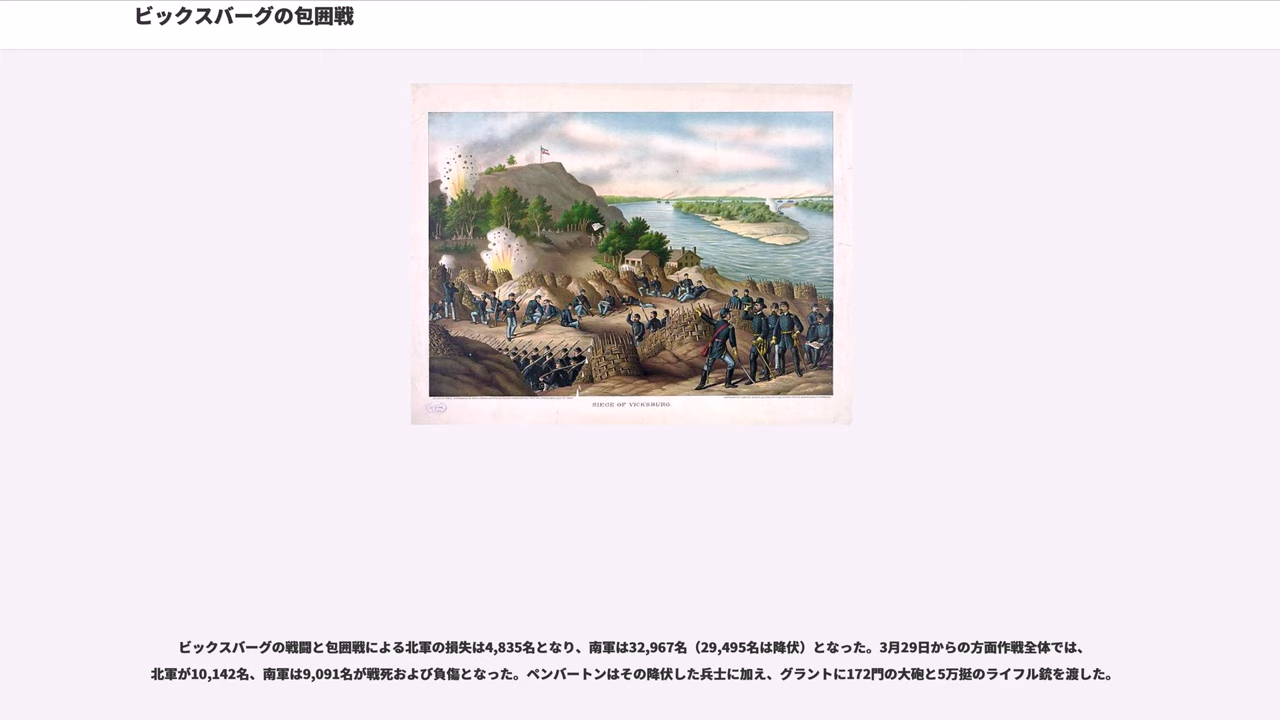 ビックスバーグの包囲戦
SIEGE OF VICKSBURG.
ビックスバーグの戦闘と包囲戦による北軍の損失は4,835名となり、南軍は32,967名（29,495名は降伏）となった。3月29日からの方面作戦全体では、
北軍が10,142名、南軍は9,091名が戦死および負傷となった。ペンバートンはその降伏した兵士に加え、グラントに172門の大砲と5万挺のライフル銃を渡した。